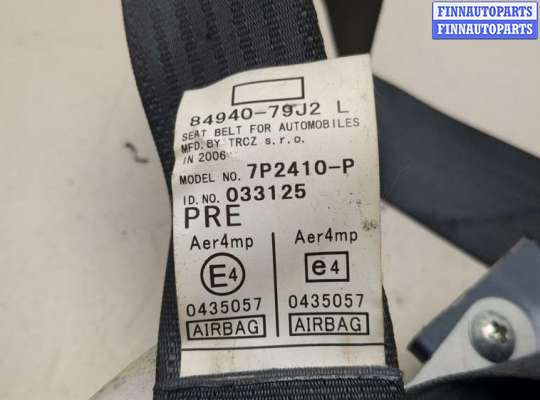 FINNAUTOPARTS
FINNAUTOPARTS
84940-79J2 L
SEAT BELT FOR AUTOMOBILES
MFD. BY TRCZ s.r.o.
IN 2006
MODEL NO. 7P2410-P
ID. NO. 033125
PRE
Aer4mp Aer4mp
E4 e4
0435057 0435057
AIRBAG AIRBAG